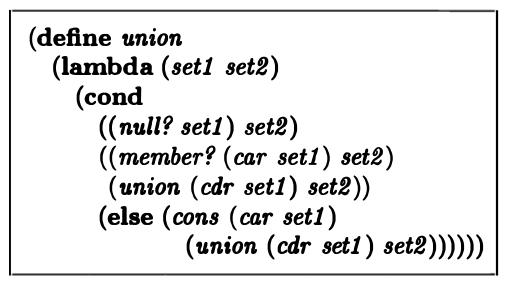 (define union
(lambda (set1 set2)
(cond
((null? set1) set2)
((member? (car set1) set2)
(union (cdr set1) set2))
(else (cons (car set1)
(union (cdr set1) set2))))))